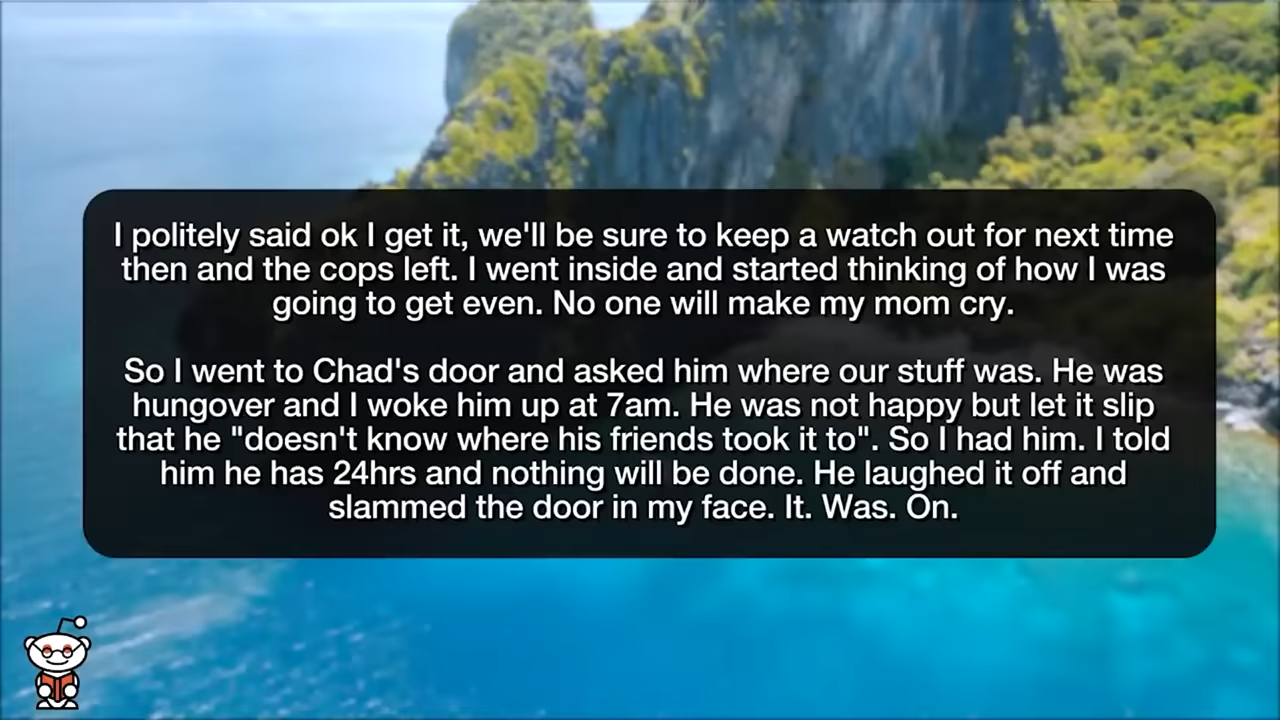 I politely said ok I get it, we'll be sure to keep a watch out for next time
then and the cops left. I went inside and started thinking of how I was
going to get even. No one will make my mom cry.
So I went to Chad's door and asked him where our stuff was. He was
hungover and I woke him up at 7am. He was not happy but let it slip
that he "doesn't know where his friends took it to". So I had him. I told
him he has 24hrs and nothing will be done. He laughed it off and
slammed the door in my face. It. Was. On.